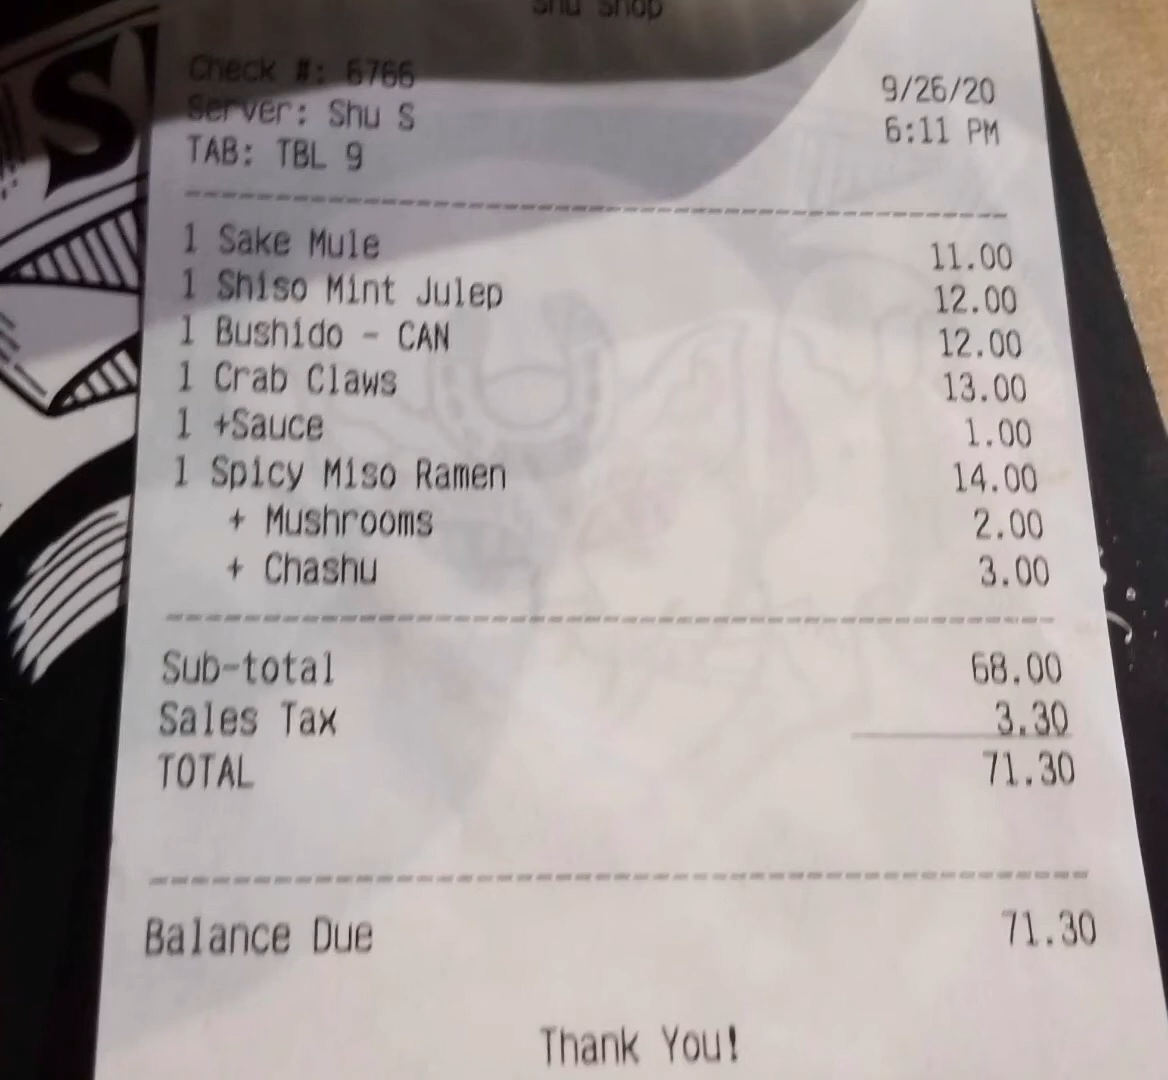 Shu Shop
Check #: 6766
9/26/20
Server: Shu S
6:11 PM
TAB: TBL 9
1 Sake Mule 11.00
1 Shiso Mint Julep 12.00
1 Bushido - CAN 12.00
1 Crab Claws 13.00
1 +Sauce 1.00
1 Spicy Miso Ramen 14.00
+ Mushrooms 2.00
+ Chashu 3.00
Sub-total 68.00
Sales Tax 3.30
TOTAL 71.30
Balance Due 71.30
Thank You!
S